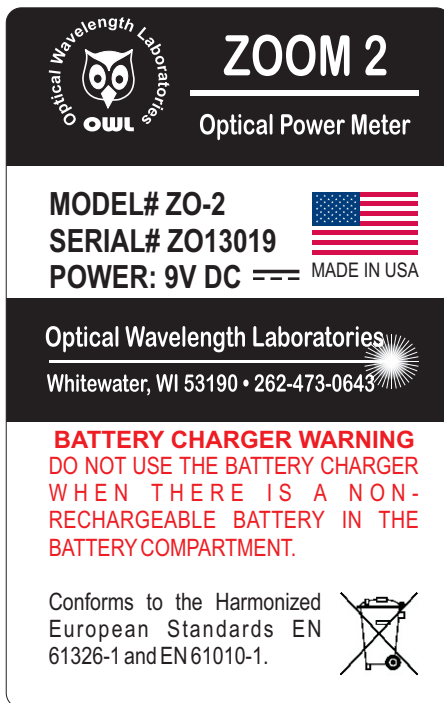 Optical Wavelength Laboratories
OWL
ZOOM 2
Optical Power Meter
MODEL# ZO-2
SERIAL# ZO13019
POWER: 9V DC
MADE IN USA
Optical Wavelength Laboratories
Whitewater, WI 53190 • 262-473-0643
BATTERY CHARGER WARNING
DO NOT USE THE BATTERY CHARGER
WHEN THERE IS A NON-
RECHARGEABLE BATTERY IN THE
BATTERY COMPARTMENT.
Conforms to the Harmonized
European Standards EN
61326-1 and EN 61010-1.